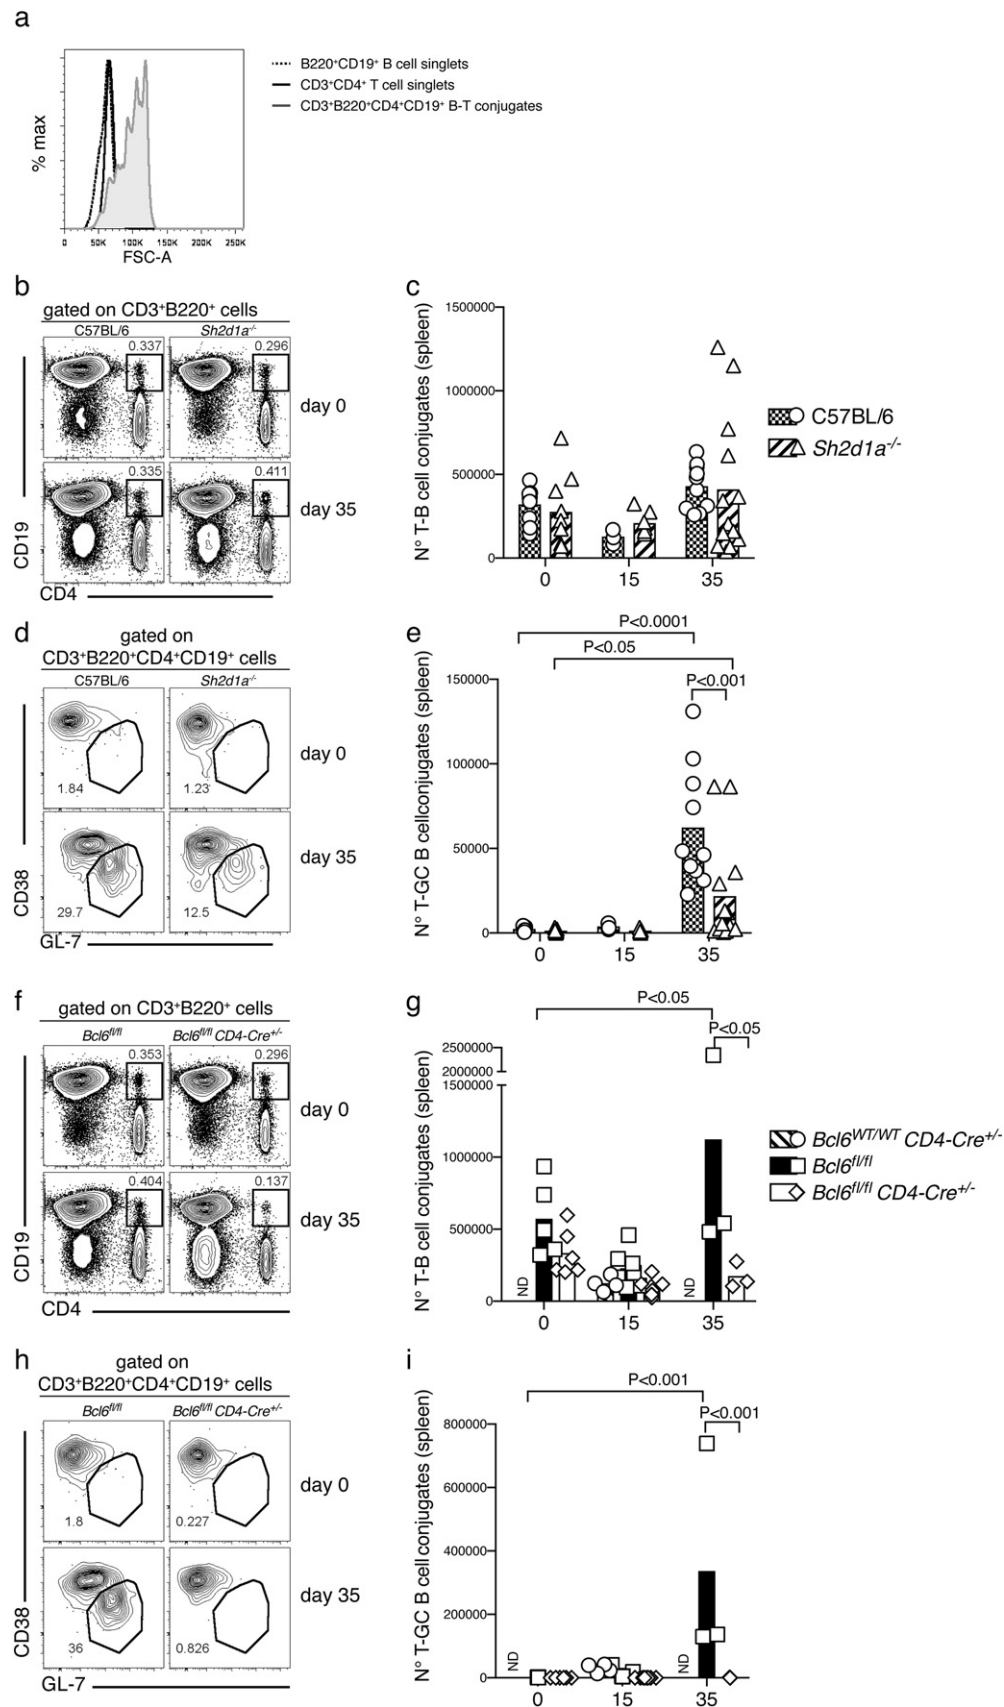 a
% max
B220⁺CD19⁺ B cell singlets
CD3⁺CD4⁺ T cell singlets
CD3⁺B220⁺CD4⁺CD19⁺ B-T conjugates
0 50K 100K 150K 200K 250K
FSC-A
b
gated on CD3⁺B220⁺ cells
C57BL/6 Sh2d1a⁻/⁻
0.337 0.296
day 0
0.335 0.411
day 35
CD19
CD4
c
N° T-B cell conjugates (spleen)
1500000
1000000
500000
0
0 15 35
C57BL/6
Sh2d1a⁻/⁻
d
gated on
CD3⁺B220⁺CD4⁺CD19⁺ cells
C57BL/6 Sh2d1a⁻/⁻
day 0
1.84 1.23
day 35
29.7 12.5
CD38
GL-7
e
P<0.0001
P<0.05
P<0.001
N° T-GC B cellconjugates (spleen)
150000
100000
50000
0
0 15 35
f
gated on CD3⁺B220⁺ cells
Bcl6ᶠˡ/ᶠˡ Bcl6ᶠˡ/ᶠˡ CD4-Cre⁺/⁻
0.353 0.296
day 0
0.404 0.137
day 35
CD19
CD4
g
P<0.05
P<0.05
N° T-B cell conjugates (spleen)
2500000
2000000
1500000
1000000
500000
0
ND ND
0 15 35
Bcl6ᵂᵀ/ᵂᵀ CD4-Cre⁺/⁻
Bcl6ᶠˡ/ᶠˡ
Bcl6ᶠˡ/ᶠˡ CD4-Cre⁺/⁻
h
gated on
CD3⁺B220⁺CD4⁺CD19⁺ cells
Bcl6ᶠˡ/ᶠˡ Bcl6ᶠˡ/ᶠˡ CD4-Cre⁺/⁻
day 0
1.8 0.227
day 35
36 0.826
CD38
GL-7
i
P<0.001
P<0.001
N° T-GC B cell conjugates (spleen)
800000
600000
400000
200000
0
ND ND
0 15 35